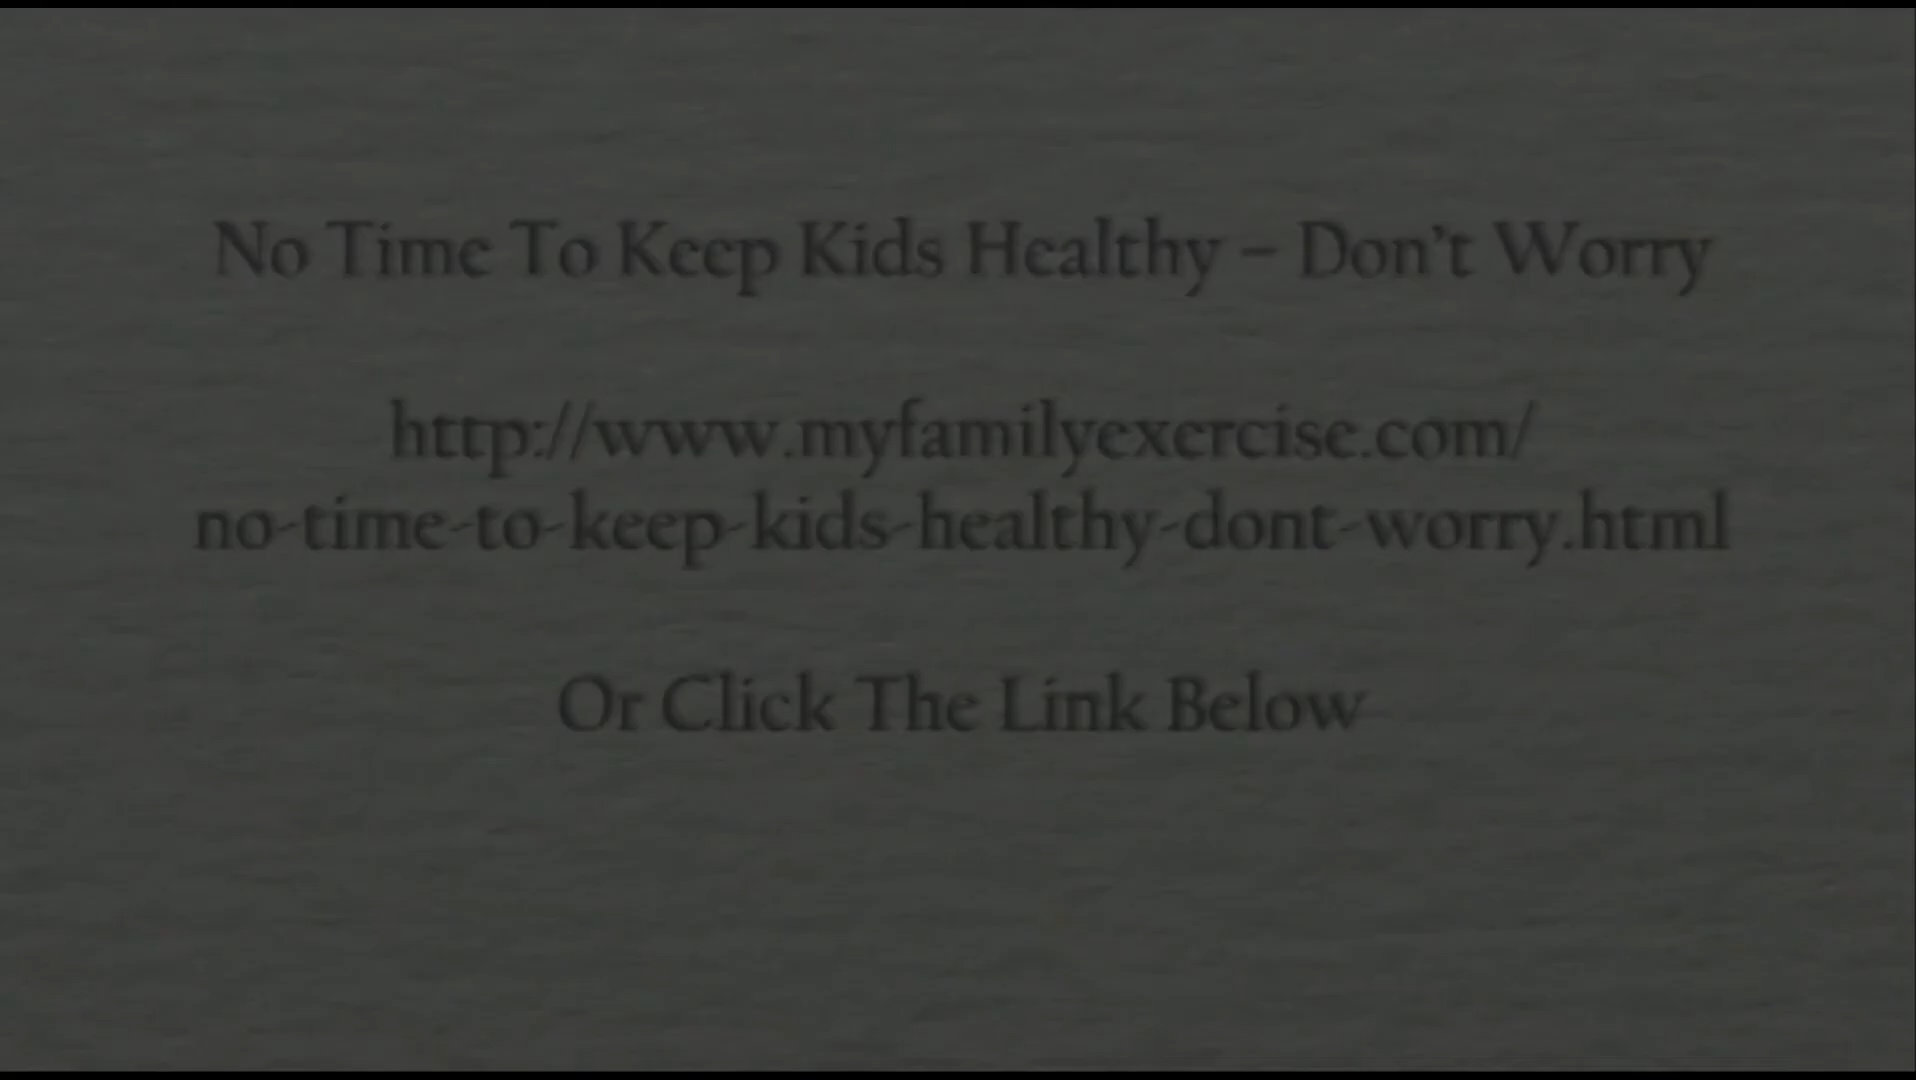 No Time To Keep Kids Healthy – Don't Worry
http://www.myfamilyexercise.com/
no-time-to-keep-kids-healthy-dont-worry.html
Or Click The Link Below